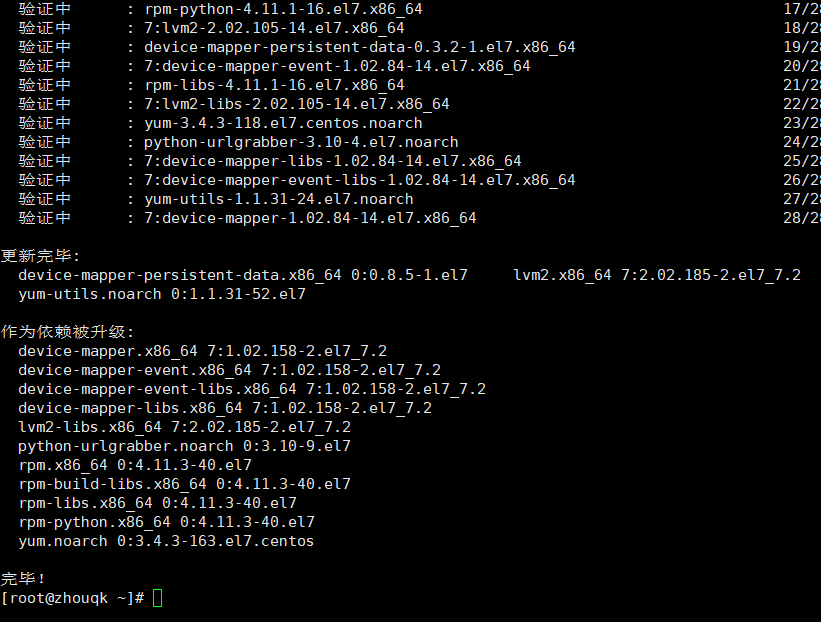 验证中 : rpm-python-4.11.1-16.el7.x86_64 17/28
验证中 : 7:lvm2-2.02.105-14.el7.x86_64 18/28
验证中 : device-mapper-persistent-data-0.3.2-1.el7.x86_64 19/28
验证中 : 7:device-mapper-event-1.02.84-14.el7.x86_64 20/28
验证中 : rpm-libs-4.11.1-16.el7.x86_64 21/28
验证中 : 7:lvm2-libs-2.02.105-14.el7.x86_64 22/28
验证中 : yum-3.4.3-118.el7.centos.noarch 23/28
验证中 : python-urlgrabber-3.10-4.el7.noarch 24/28
验证中 : 7:device-mapper-libs-1.02.84-14.el7.x86_64 25/28
验证中 : 7:device-mapper-event-libs-1.02.84-14.el7.x86_64 26/28
验证中 : yum-utils-1.1.31-24.el7.noarch 27/28
验证中 : 7:device-mapper-1.02.84-14.el7.x86_64 28/28
更新完毕:
device-mapper-persistent-data.x86_64 0:0.8.5-1.el7 lvm2.x86_64 7:2.02.185-2.el7_7.2
yum-utils.noarch 0:1.1.31-52.el7
作为依赖被升级:
device-mapper.x86_64 7:1.02.158-2.el7_7.2
device-mapper-event.x86_64 7:1.02.158-2.el7_7.2
device-mapper-event-libs.x86_64 7:1.02.158-2.el7_7.2
device-mapper-libs.x86_64 7:1.02.158-2.el7_7.2
lvm2-libs.x86_64 7:2.02.185-2.el7_7.2
python-urlgrabber.noarch 0:3.10-9.el7
rpm.x86_64 0:4.11.3-40.el7
rpm-build-libs.x86_64 0:4.11.3-40.el7
rpm-libs.x86_64 0:4.11.3-40.el7
rpm-python.x86_64 0:4.11.3-40.el7
yum.noarch 0:3.4.3-163.el7.centos
完毕！
[root@zhouqk ~]#